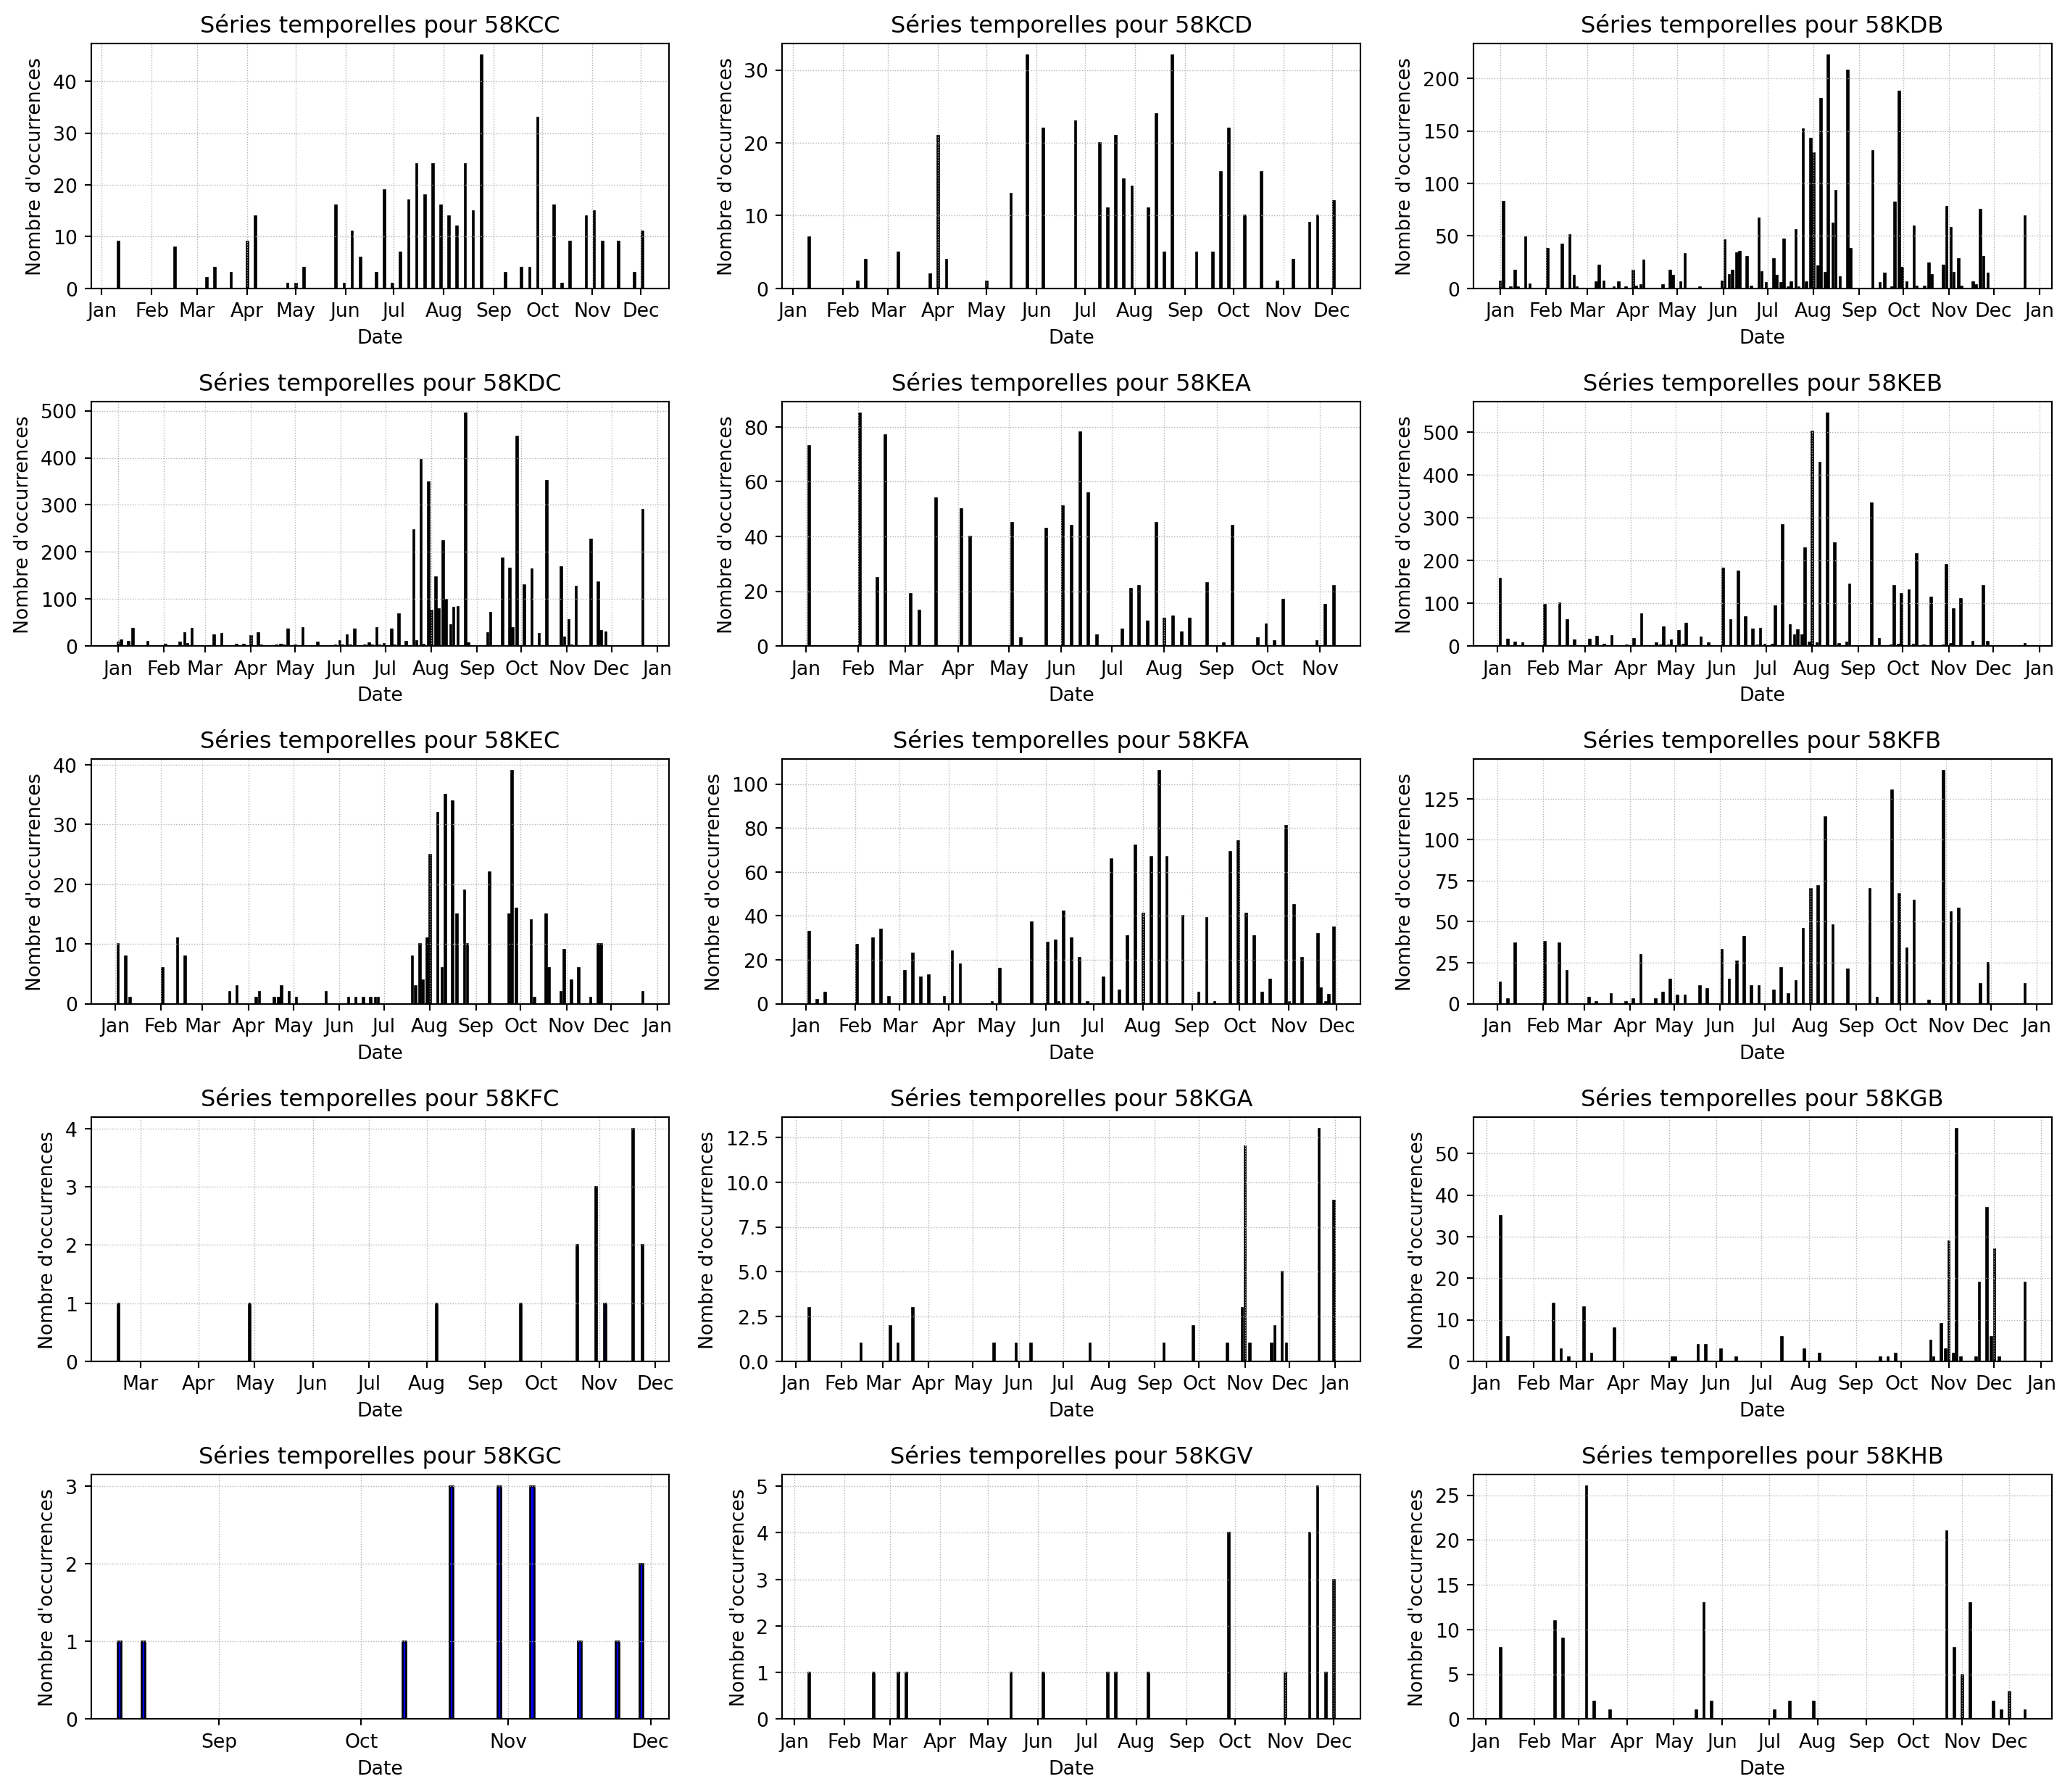 Séries temporelles pour 58KCC
Nombre d'occurrences
40
30
20
10
0
Jan Feb Mar Apr May Jun Jul Aug Sep Oct Nov Dec
Date
Séries temporelles pour 58KCD
Nombre d'occurrences
30
20
10
0
Jan Feb Mar Apr May Jun Jul Aug Sep Oct Nov Dec
Date
Séries temporelles pour 58KDB
Nombre d'occurrences
200
150
100
50
0
Jan Feb Mar Apr May Jun Jul Aug Sep Oct Nov Dec Jan
Date
Séries temporelles pour 58KDC
Nombre d'occurrences
500
400
300
200
100
0
Jan Feb Mar Apr May Jun Jul Aug Sep Oct Nov Dec Jan
Date
Séries temporelles pour 58KEA
Nombre d'occurrences
80
60
40
20
0
Jan Feb Mar Apr May Jun Jul Aug Sep Oct Nov
Date
Séries temporelles pour 58KEB
Nombre d'occurrences
500
400
300
200
100
0
Jan Feb Mar Apr May Jun Jul Aug Sep Oct Nov Dec Jan
Date
Séries temporelles pour 58KEC
Nombre d'occurrences
40
30
20
10
0
Jan Feb Mar Apr May Jun Jul Aug Sep Oct Nov Dec Jan
Date
Séries temporelles pour 58KFA
Nombre d'occurrences
100
80
60
40
20
0
Jan Feb Mar Apr May Jun Jul Aug Sep Oct Nov Dec
Date
Séries temporelles pour 58KFB
Nombre d'occurrences
125
100
75
50
25
0
Jan Feb Mar Apr May Jun Jul Aug Sep Oct Nov Dec Jan
Date
Séries temporelles pour 58KFC
Nombre d'occurrences
4
3
2
1
0
Mar Apr May Jun Jul Aug Sep Oct Nov Dec
Date
Séries temporelles pour 58KGA
Nombre d'occurrences
12.5
10.0
7.5
5.0
2.5
0.0
Jan Feb Mar Apr May Jun Jul Aug Sep Oct Nov Dec Jan
Date
Séries temporelles pour 58KGB
Nombre d'occurrences
50
40
30
20
10
0
Jan Feb Mar Apr May Jun Jul Aug Sep Oct Nov Dec Jan
Date
Séries temporelles pour 58KGC
Nombre d'occurrences
3
2
1
0
Sep Oct Nov Dec
Date
Séries temporelles pour 58KGV
Nombre d'occurrences
5
4
3
2
1
0
Jan Feb Mar Apr May Jun Jul Aug Sep Oct Nov Dec
Date
Séries temporelles pour 58KHB
Nombre d'occurrences
25
20
15
10
5
0
Jan Feb Mar Apr May Jun Jul Aug Sep Oct Nov Dec
Date